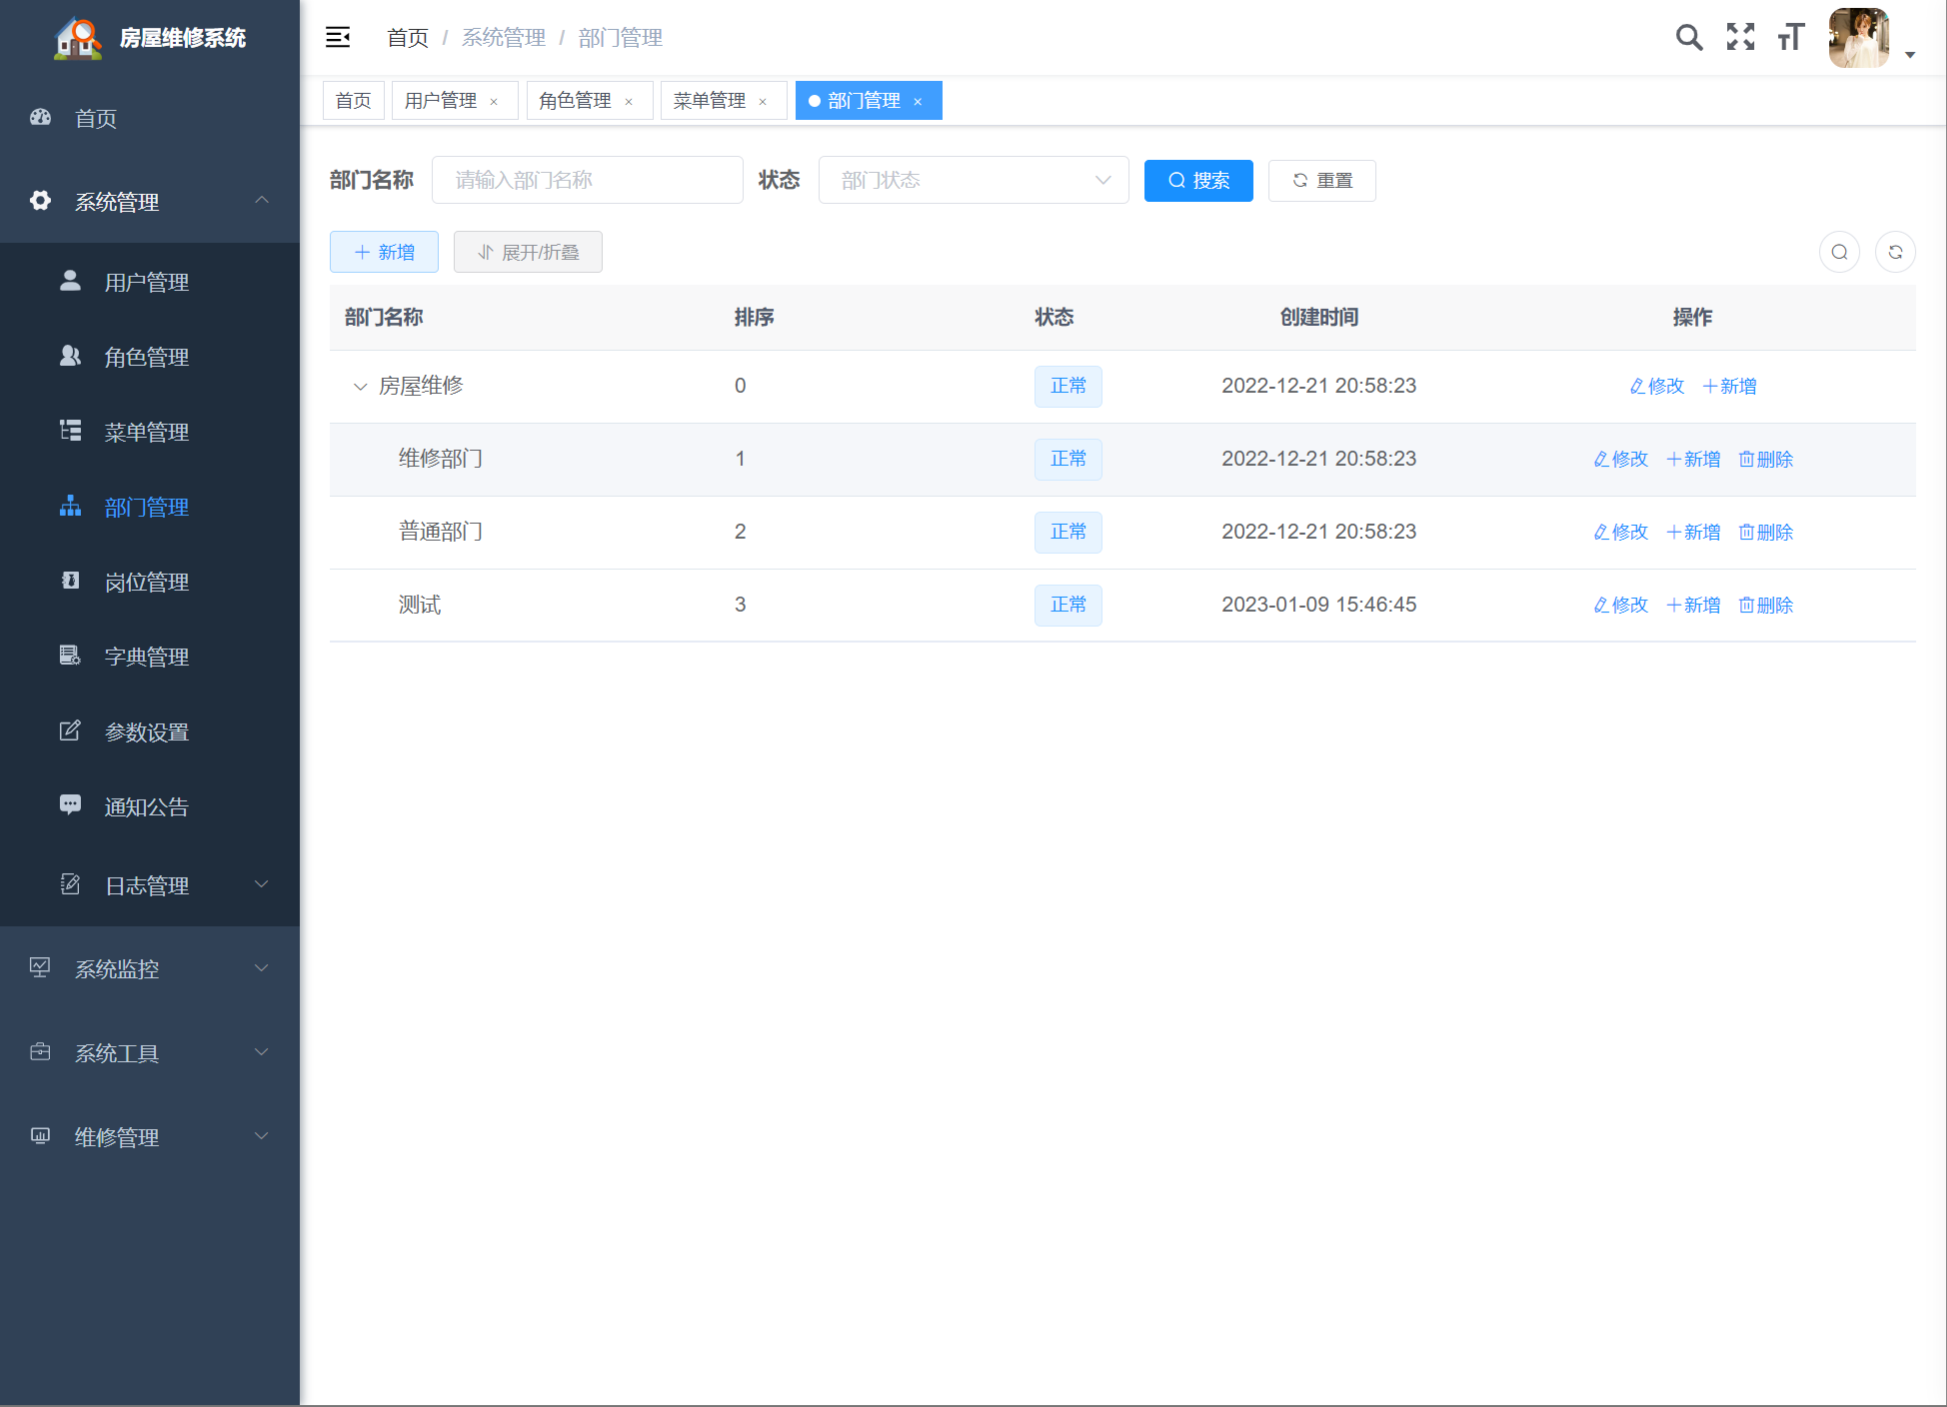 房屋维修系统
首页 / 系统管理 / 部门管理
首页 用户管理 × 角色管理 × 菜单管理 × 部门管理 ×
首页
系统管理
用户管理
角色管理
菜单管理
部门管理
岗位管理
字典管理
参数设置
通知公告
日志管理
系统监控
系统工具
维修管理
部门名称 请输入部门名称 状态 部门状态 搜索 重置
新增 展开/折叠
部门名称 排序 状态 创建时间 操作
房屋维修 0 正常 2022-12-21 20:58:23 修改 新增
维修部门 1 正常 2022-12-21 20:58:23 修改 新增 删除
普通部门 2 正常 2022-12-21 20:58:23 修改 新增 删除
测试 3 正常 2023-01-09 15:46:45 修改 新增 删除